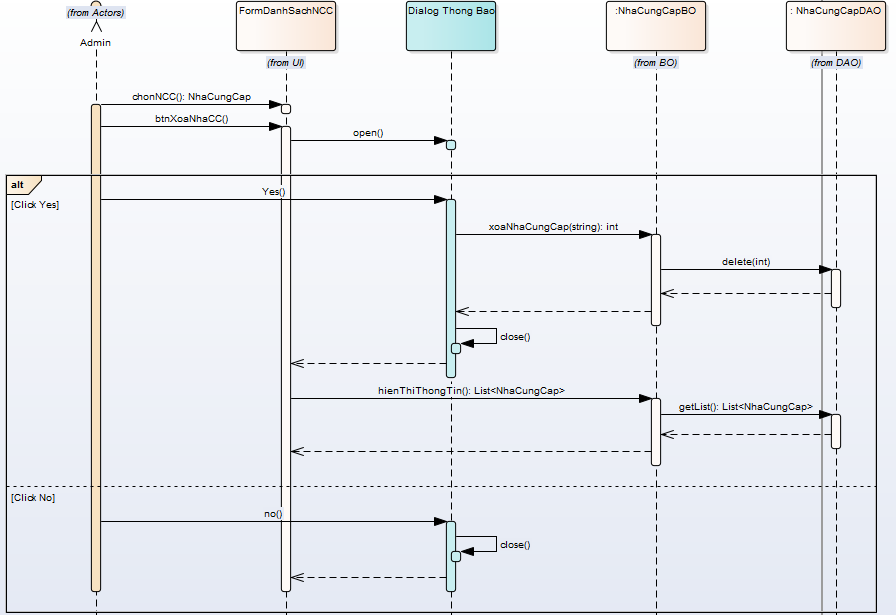 FormDanhSachNCC
Dialog Thong Bao
:NhaCungCapBO
: NhaCungCapDAO
(from Actors)
Admin
(from UI)
(from BO)
(from DAO)
chonNCC(): NhaCungCap
btnXoaNhaCC()
open()
alt
[Click Yes]
Yes()
xoaNhaCungCap(string): int
delete(int)
close()
hienThiThongTin(): List<NhaCungCap>
getList(): List<NhaCungCap>
[Click No]
no()
close()